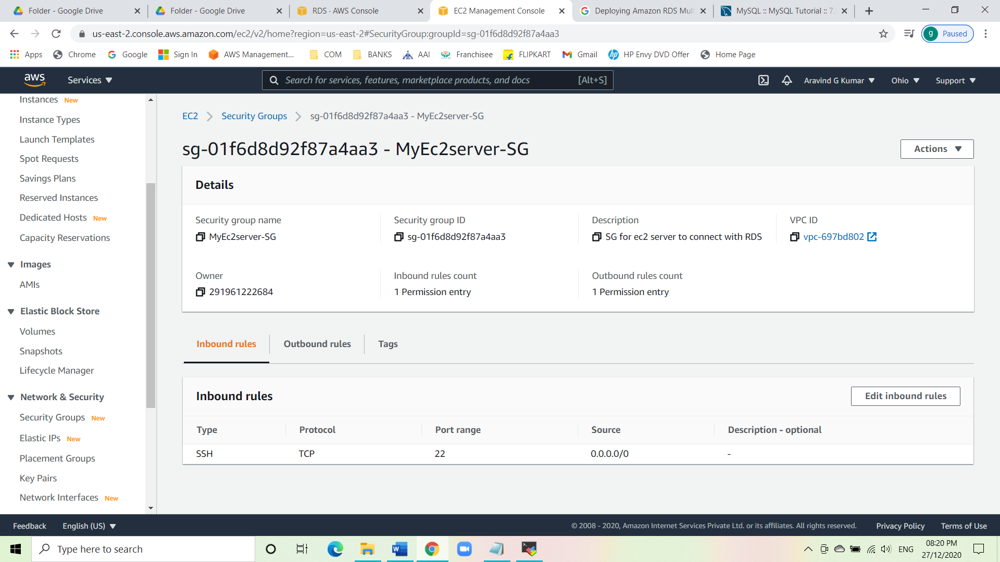 Folder - Google Drive
Folder - Google Drive
RDS · AWS Console
EC2 Management Console
Deploying Amazon RDS Mul
MySQL :: MySQL Tutorial :: 7.
us-east-2.console.aws.amazon.com/ec2/v2/home?region=us-east-2#SecurityGroup:groupId=sg-01f6d8d92f87a4aa3
g Paused
Apps Chrome Google Sign In AWS Management... COM BANKS AAI Franchisee FLIPKART Gmail HP Envy DVD Offer Home Page
aws Services Search for services, features, marketplace products, and docs [Alt+S] Aravind G Kumar Ohio Support
Instances New
Instance Types
Launch Templates
Spot Requests
Savings Plans
Reserved Instances
Dedicated Hosts New
Capacity Reservations
Images
AMIs
Elastic Block Store
Volumes
Snapshots
Lifecycle Manager
Network & Security
Security Groups New
Elastic IPs New
Placement Groups
Key Pairs
Network Interfaces New
EC2 Security Groups sg-01f6d8d92f87a4aa3 - MyEc2server-SG
sg-01f6d8d92f87a4aa3 - MyEc2server-SG
Actions
Details
Security group name
MyEc2server-SG
Security group ID
sg-01f6d8d92f87a4aa3
Description
SG for ec2 server to connect with RDS
VPC ID
vpc-697bd802
Owner
291961222684
Inbound rules count
1 Permission entry
Outbound rules count
1 Permission entry
Inbound rules Outbound rules Tags
Inbound rules
Edit inbound rules
Type Protocol Port range Source Description - optional
SSH TCP 22 0.0.0.0/0 -
Feedback English (US) © 2008 - 2020, Amazon Internet Services Private Ltd. or its affiliates. All rights reserved. Privacy Policy Terms of Use
Type here to search
ENG
08:20 PM
27/12/2020